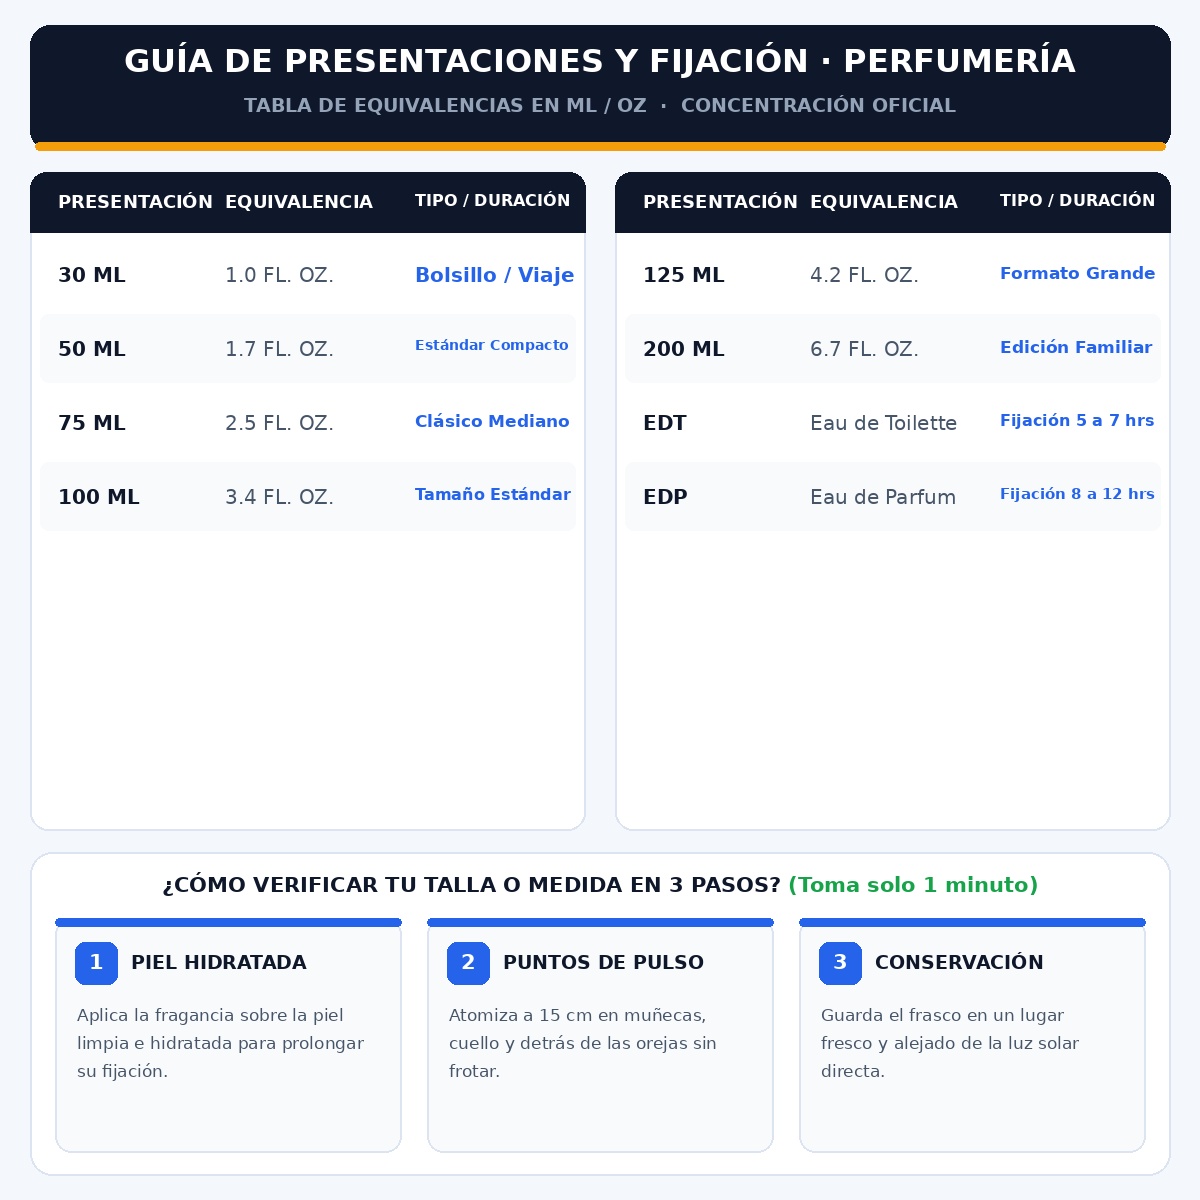 GUÍA DE PRESENTACIONES Y FIJACIÓN · PERFUMERÍA
TABLA DE EQUIVALENCIAS EN ML / OZ · CONCENTRACIÓN OFICIAL
PRESENTACIÓN EQUIVALENCIA TIPO / DURACIÓN
30 ML 1.0 FL. OZ. Bolsillo / Viaje
50 ML 1.7 FL. OZ. Estándar Compacto
75 ML 2.5 FL. OZ. Clásico Mediano
100 ML 3.4 FL. OZ. Tamaño Estándar
PRESENTACIÓN EQUIVALENCIA TIPO / DURACIÓN
125 ML 4.2 FL. OZ. Formato Grande
200 ML 6.7 FL. OZ. Edición Familiar
EDT Eau de Toilette Fijación 5 a 7 hrs
EDP Eau de Parfum Fijación 8 a 12 hrs
¿CÓMO VERIFICAR TU TALLA O MEDIDA EN 3 PASOS? (Toma solo 1 minuto)
1 PIEL HIDRATADA
Aplica la fragancia sobre la piel
limpia e hidratada para prolongar
su fijación.
2 PUNTOS DE PULSO
Atomiza a 15 cm en muñecas,
cuello y detrás de las orejas sin
frotar.
3 CONSERVACIÓN
Guarda el frasco en un lugar
fresco y alejado de la luz solar
directa.